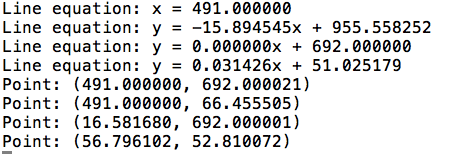 Line equation: x = 491.000000
Line equation: y = -15.894545x + 955.558252
Line equation: y = 0.000000x + 692.000000
Line equation: y = 0.031426x + 51.025179
Point: (491.000000, 692.000021)
Point: (491.000000, 66.455505)
Point: (16.581680, 692.000001)
Point: (56.796102, 52.810072)